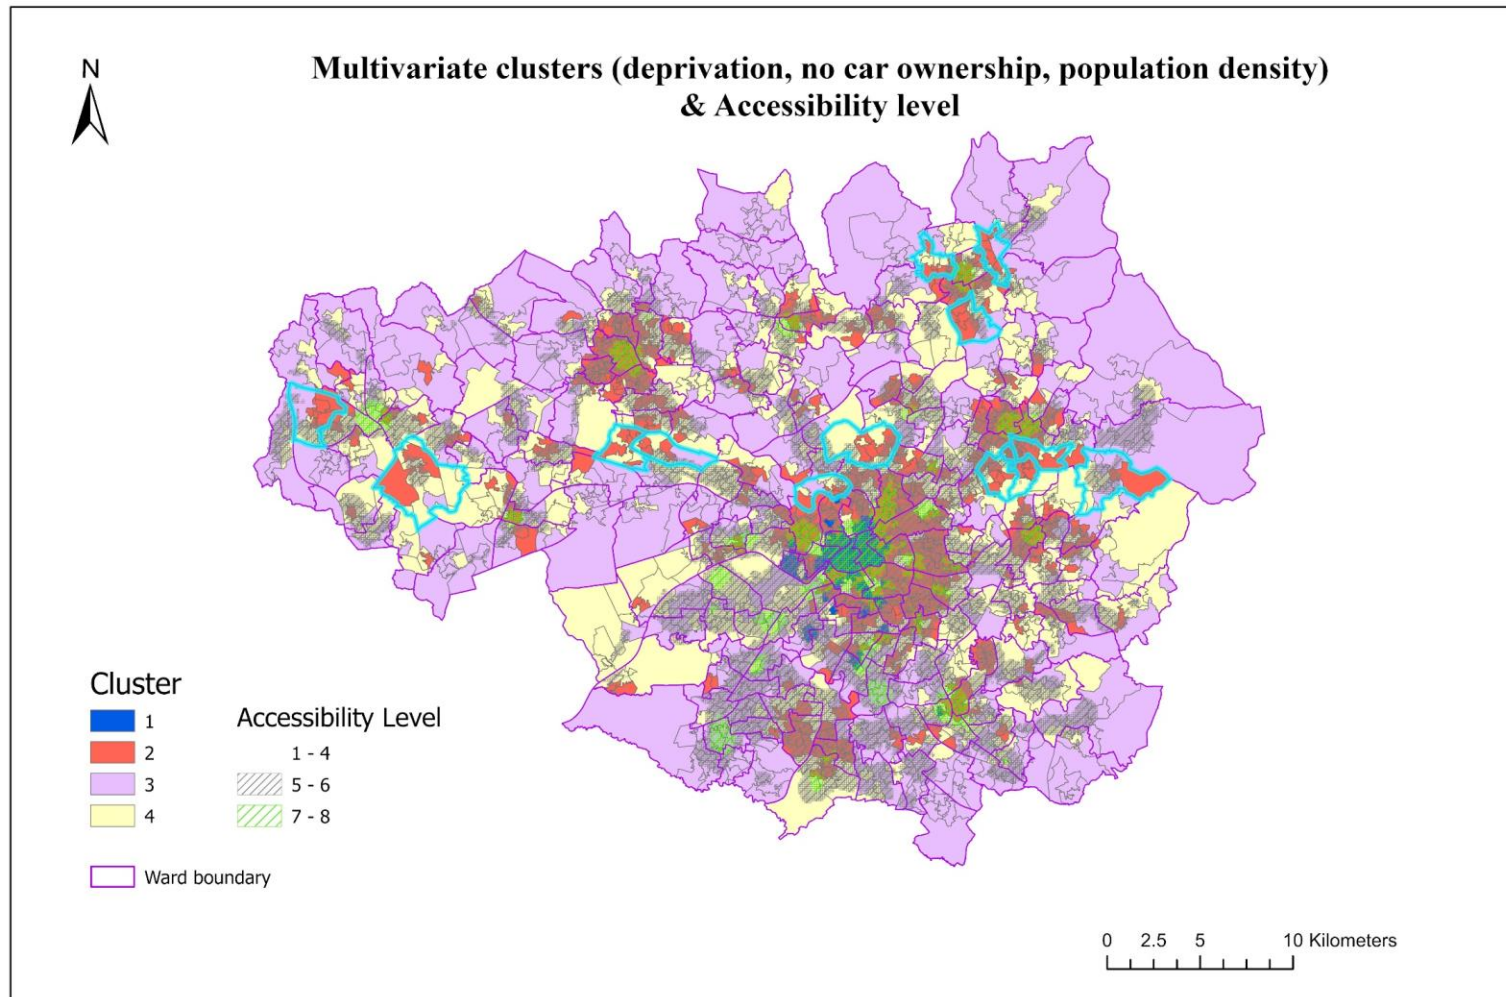 Multivariate clusters (deprivation, no car ownership, population density)
& Accessibility level
N
Cluster
1
2
3
4
Accessibility Level
1 - 4
5 - 6
7 - 8
Ward boundary
0 2.5 5 10 Kilometers